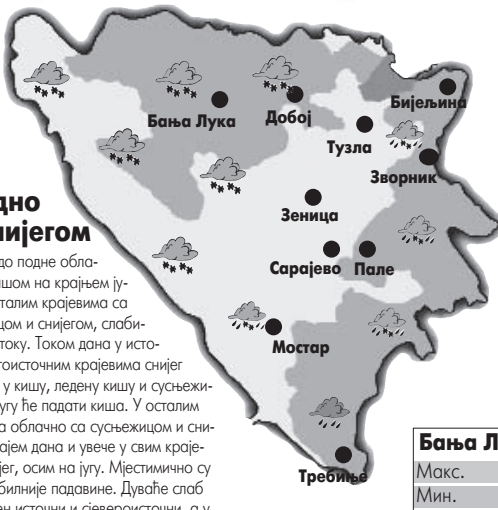 Бања Лука
Добој
Бијељина
Тузла
Зворник
Зеница
Сарајево
Пале
Мостар
Требиње
дно
нијегом
до подне обла-
ишом на крајњем ју-
сталим крајевима са
цом и снијегом, слаби-
току. Током дана у исто-
гоисточним крајевима снијег
у кишу, ледену кишу и сусњежи-
југу ће падати киша. У осталим
а облачно са сусњежицом и сни-
ајем дана и увече у свим краје-
јег, осим на југу. Мјестимично су
билније падавине. Дуваће слаб
ен источни и сјевероисточни, а у
Бања Л
Макс.
Мин.